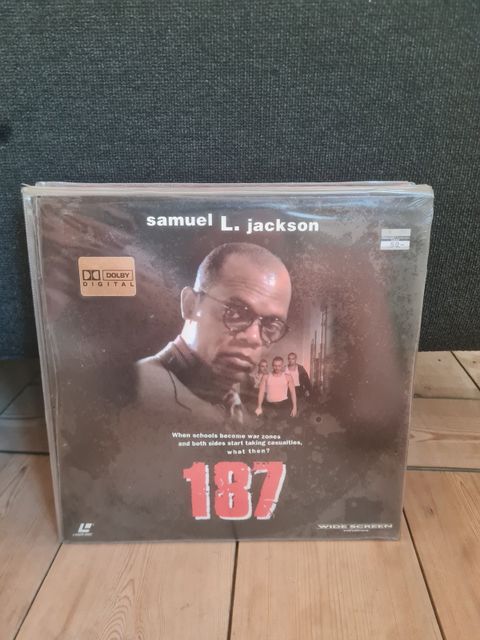 samuel L. jackson
50.-
DOLBY
DIGITAL
When schools become war zones
and both sides start taking casualties,
what then?
187
WIDE SCREEN